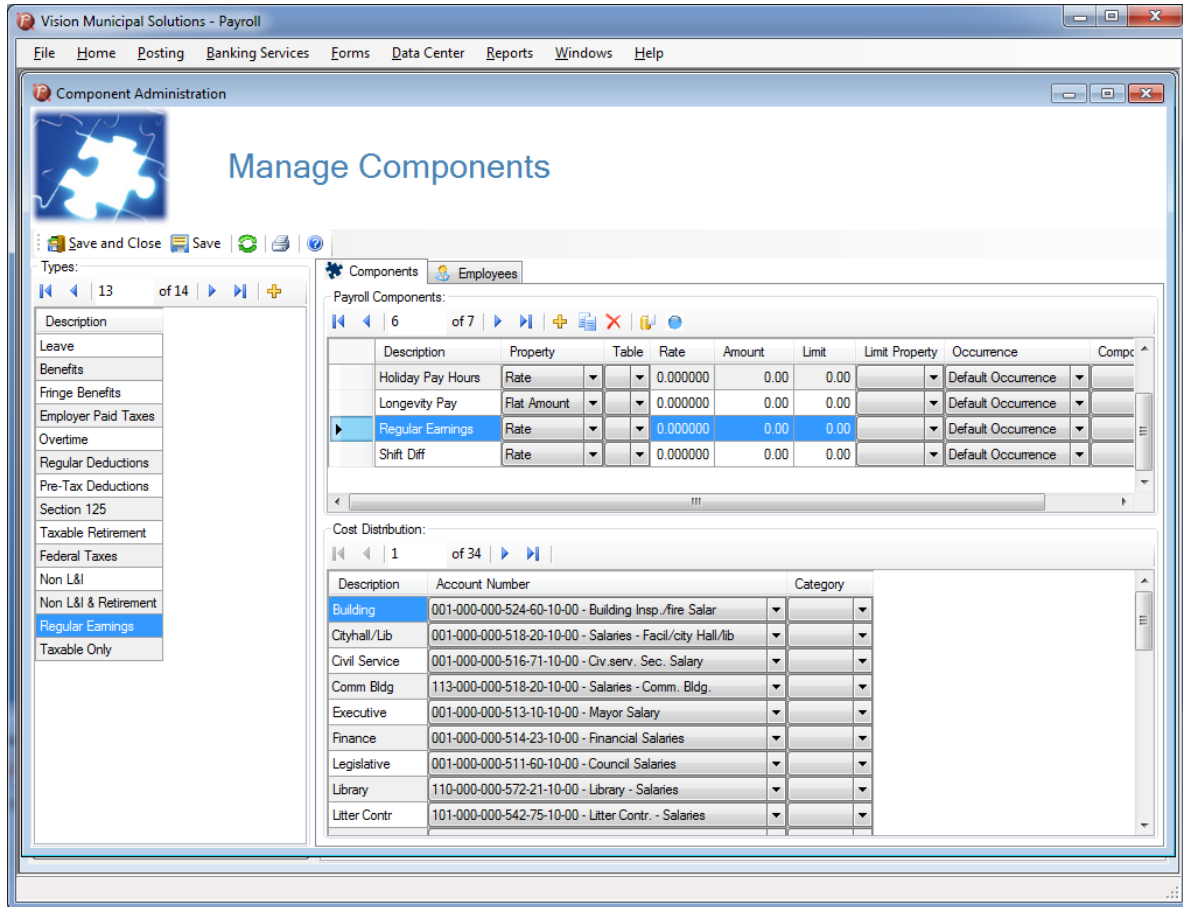 Vision Municipal Solutions - Payroll
File Home Posting Banking Services Forms Data Center Reports Windows Help
Component Administration
Manage Components
Save and Close Save
Types:
13 of 14
Description
Leave
Benefits
Fringe Benefits
Employer Paid Taxes
Overtime
Regular Deductions
Pre-Tax Deductions
Section 125
Taxable Retirement
Federal Taxes
Non L&I
Non L&I & Retirement
Regular Earnings
Taxable Only
Components Employees
Payroll Components:
6 of 7
Description Property Table Rate Amount Limit Limit Property Occurrence Compc
Holiday Pay Hours Rate 0.000000 0.00 0.00 Default Occurrence
Longevity Pay Flat Amount 0.000000 0.00 0.00 Default Occurrence
Regular Earnings Rate 0.000000 0.00 0.00 Default Occurrence
Shift Diff Rate 0.000000 0.00 0.00 Default Occurrence
Cost Distribution:
1 of 34
Description Account Number Category
Building 001-000-000-524-60-10-00 - Building Insp./fire Salar
Cityhall/Lib 001-000-000-518-20-10-00 - Salaries - Facil/city Hall/lib
Civil Service 001-000-000-516-71-10-00 - Civ.serv. Sec. Salary
Comm Bldg 113-000-000-518-20-10-00 - Salaries - Comm. Bldg.
Executive 001-000-000-513-10-10-00 - Mayor Salary
Finance 001-000-000-514-23-10-00 - Financial Salaries
Legislative 001-000-000-511-60-10-00 - Council Salaries
Library 110-000-000-572-21-10-00 - Library - Salaries
Litter Contr 101-000-000-542-75-10-00 - Litter Contr. - Salaries